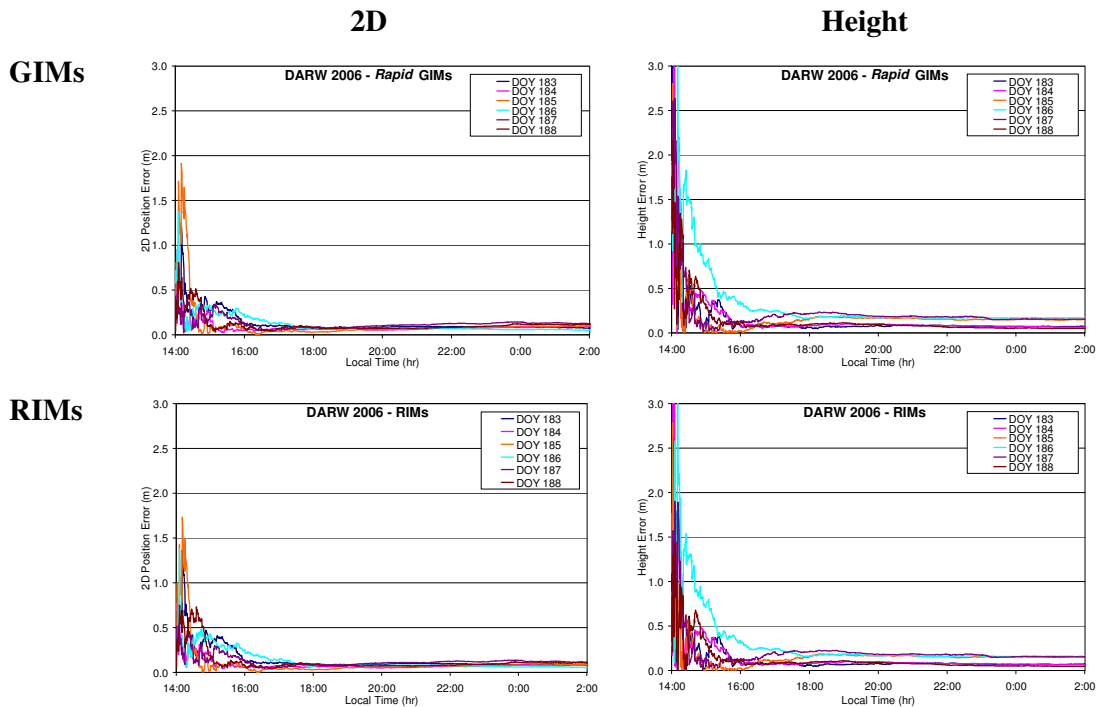 2D Height
GIMs
DARW 2006 - Rapid GIMs
DOY 183
DOY 184
DOY 185
DOY 186
DOY 187
DOY 188
2D Position Error (m)
3.0
2.5
2.0
1.5
1.0
0.5
0.0
14:00 16:00 18:00 20:00 22:00 0:00 2:00
Local Time (hr)
DARW 2006 - Rapid GIMs
DOY 183
DOY 184
DOY 185
DOY 186
DOY 187
DOY 188
Height Error (m)
3.0
2.5
2.0
1.5
1.0
0.5
0.0
14:00 16:00 18:00 20:00 22:00 0:00 2:00
Local Time (hr)
RIMs
DARW 2006 - RIMs
DOY 183
DOY 184
DOY 185
DOY 186
DOY 187
DOY 188
2D Position Error (m)
3.0
2.5
2.0
1.5
1.0
0.5
0.0
14:00 16:00 18:00 20:00 22:00 0:00 2:00
Local Time (hr)
DARW 2006 - RIMs
DOY 183
DOY 184
DOY 185
DOY 186
DOY 187
DOY 188
Height Error (m)
3.0
2.5
2.0
1.5
1.0
0.5
0.0
14:00 16:00 18:00 20:00 22:00 0:00 2:00
Local Time (hr)